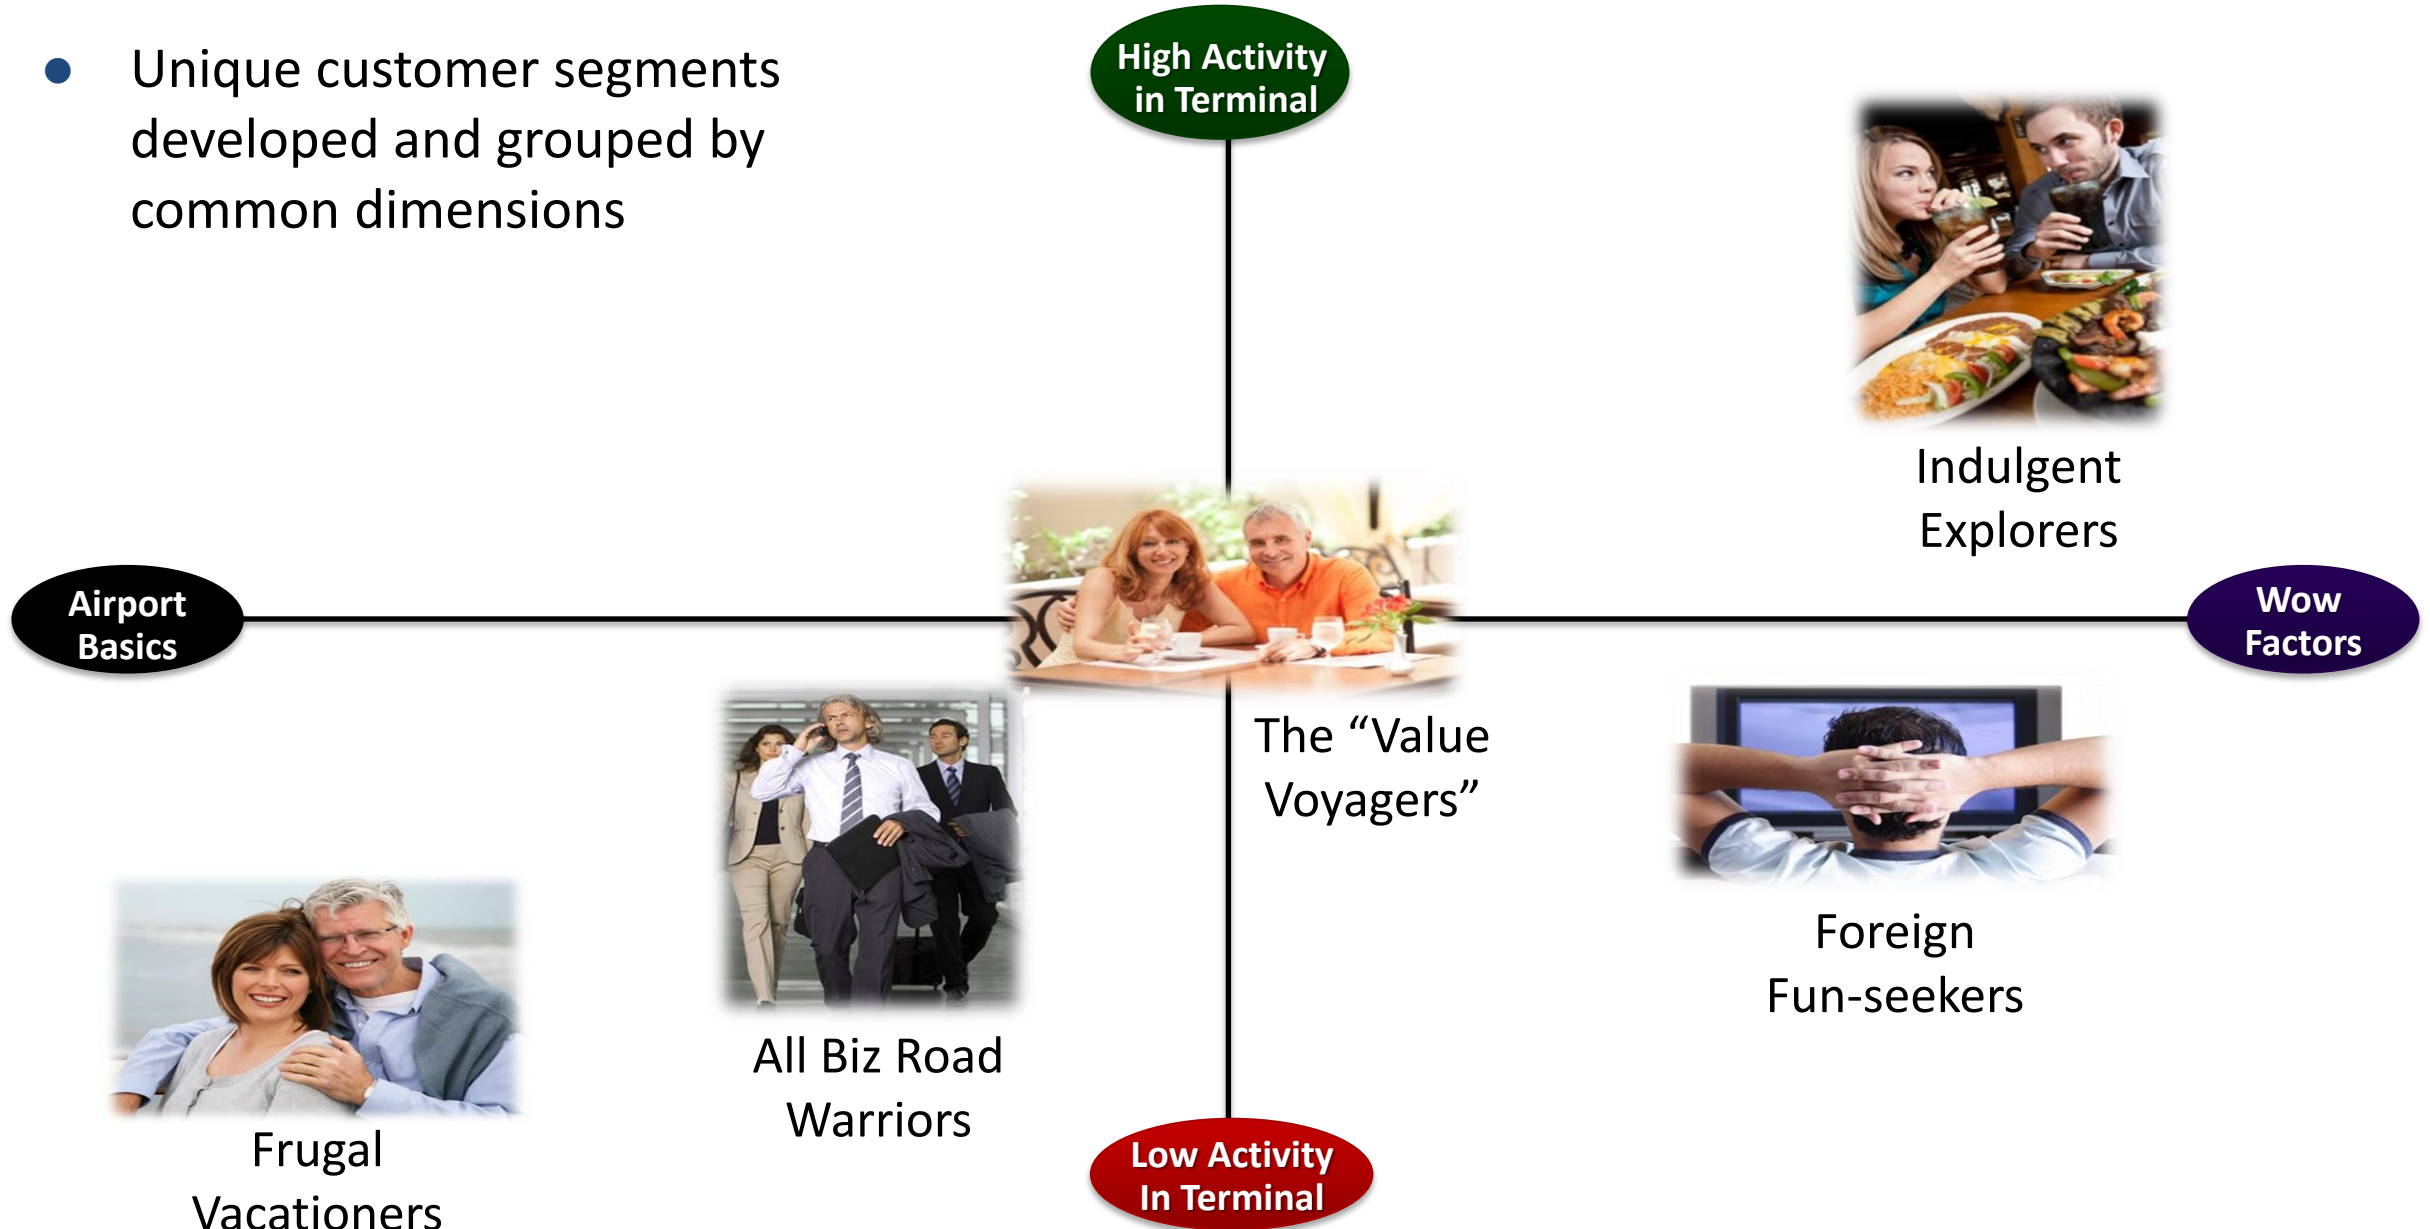 ● Unique customer segments
developed and grouped by
common dimensions
High Activity
in Terminal
Indulgent
Explorers
Airport
Basics
Wow
Factors
The “Value
Voyagers”
Foreign
Fun-seekers
All Biz Road
Warriors
Frugal
Vacationers
Low Activity
In Terminal